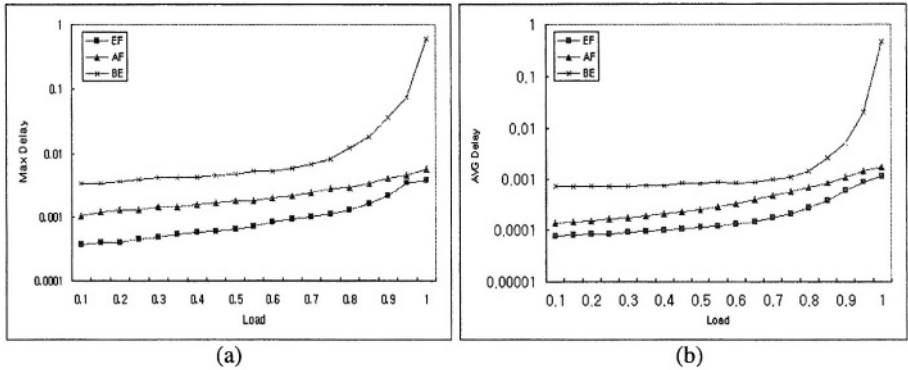 1
0.1
0.01
0.001
0.0001
Max Delay
EF
AF
BE
0.1 0.2 0.3 0.4 0.5 0.6 0.7 0.8 0.9 1
Load
(a)
1
0,1
0,01
0,001
0,0001
0,00001
AVG Delay
EF
AF
BE
0,1 0,2 0,3 0,4 0,5 0,6 0,7 0,8 0,9 1
Load
(b)